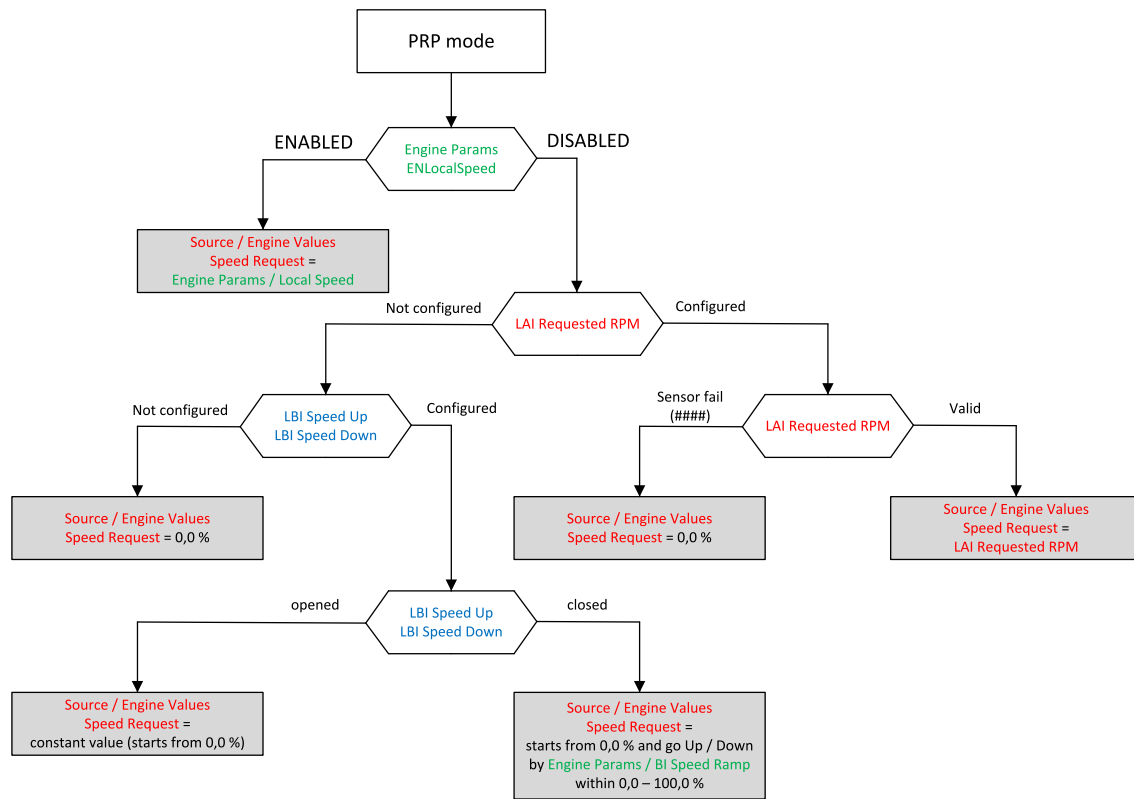 PRP mode
ENABLED
DISABLED
Engine Params
ENLocalSpeed
Source / Engine Values
Speed Request =
Engine Params / Local Speed
Not configured
Configured
LAI Requested RPM
Not configured
Configured
LBI Speed Up
LBI Speed Down
Sensor fail
(####)
Valid
LAI Requested RPM
Source / Engine Values
Speed Request = 0,0 %
Source / Engine Values
Speed Request = 0,0 %
Source / Engine Values
Speed Request =
LAI Requested RPM
opened
closed
LBI Speed Up
LBI Speed Down
Source / Engine Values
Speed Request =
constant value (starts from 0,0 %)
Source / Engine Values
Speed Request =
starts from 0,0 % and go Up / Down
by Engine Params / BI Speed Ramp
within 0,0 – 100,0 %